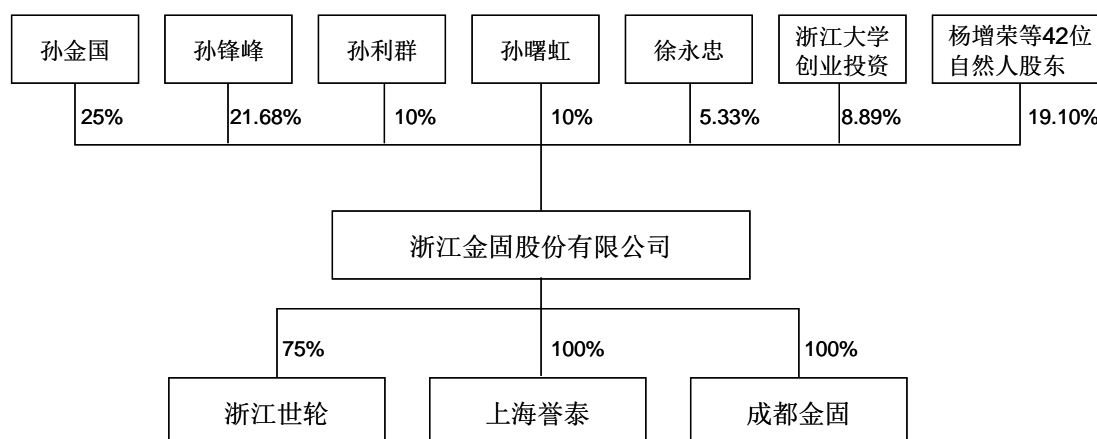 孙金国
孙锋峰
孙利群
孙曙虹
徐永忠
浙江大学
创业投资
杨增荣等42位
自然人股东
25%
21.68%
10%
10%
5.33%
8.89%
19.10%
浙江金固股份有限公司
75%
100%
100%
浙江世轮
上海誉泰
成都金固